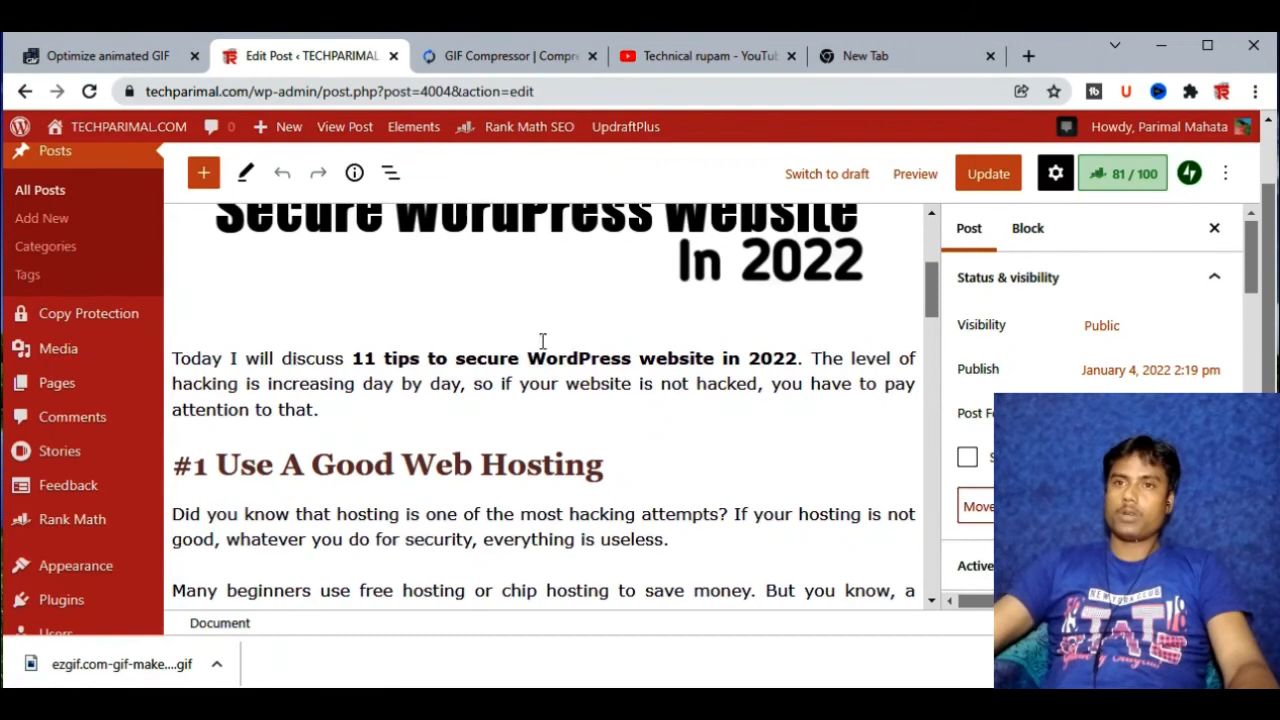 Optimize animated GIF
Edit Post ‹ TECHPARIMAL
GIF Compressor | Compre
Technical rupam - YouTub
New Tab
techparimal.com/wp-admin/post.php?post=4004&action=edit
TECHPARIMAL.COM
0
New
View Post
Elements
Rank Math SEO
UpdraftPlus
Howdy, Parimal Mahata
Posts
All Posts
Add New
Categories
Tags
Copy Protection
Media
Pages
Comments
Stories
Feedback
Rank Math
Appearance
Plugins
Users
Switch to draft
Preview
Update
81 / 100
Secure WordPress Website
In 2022
Today I will discuss 11 tips to secure WordPress website in 2022. The level of
hacking is increasing day by day, so if your website is not hacked, you have to pay
attention to that.
#1 Use A Good Web Hosting
Did you know that hosting is one of the most hacking attempts? If your hosting is not
good, whatever you do for security, everything is useless.
Many beginners use free hosting or chip hosting to save money. But you know, a
Document
Post
Block
Status & visibility
Visibility
Public
Publish
January 4, 2022 2:19 pm
Post F
Move
Active
ezgif.com-gif-make....gif